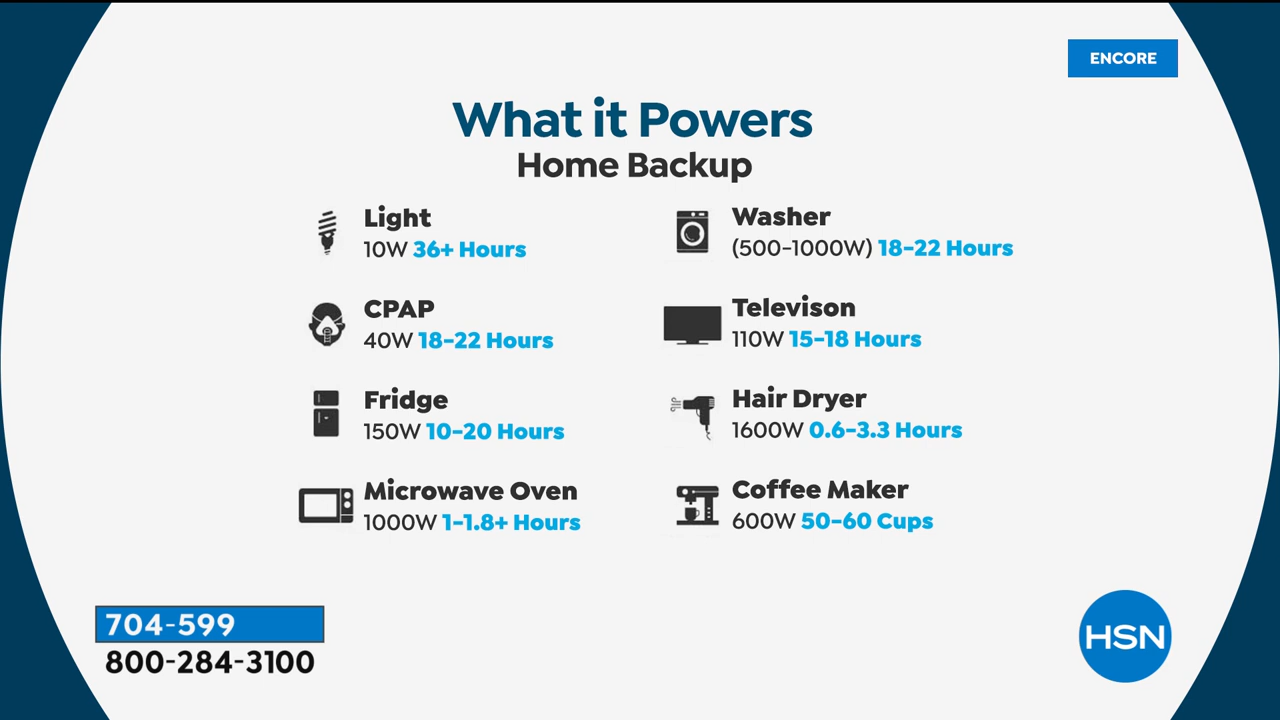 ENCORE
What it Powers
Home Backup
Light
10W 36+ Hours
CPAP
40W 18-22 Hours
Fridge
150W 10-20 Hours
Microwave Oven
1000W 1-1.8+ Hours
Washer
(500-1000W) 18-22 Hours
Televison
110W 15-18 Hours
Hair Dryer
1600W 0.6-3.3 Hours
Coffee Maker
600W 50-60 Cups
704-599
800-284-3100
HSN